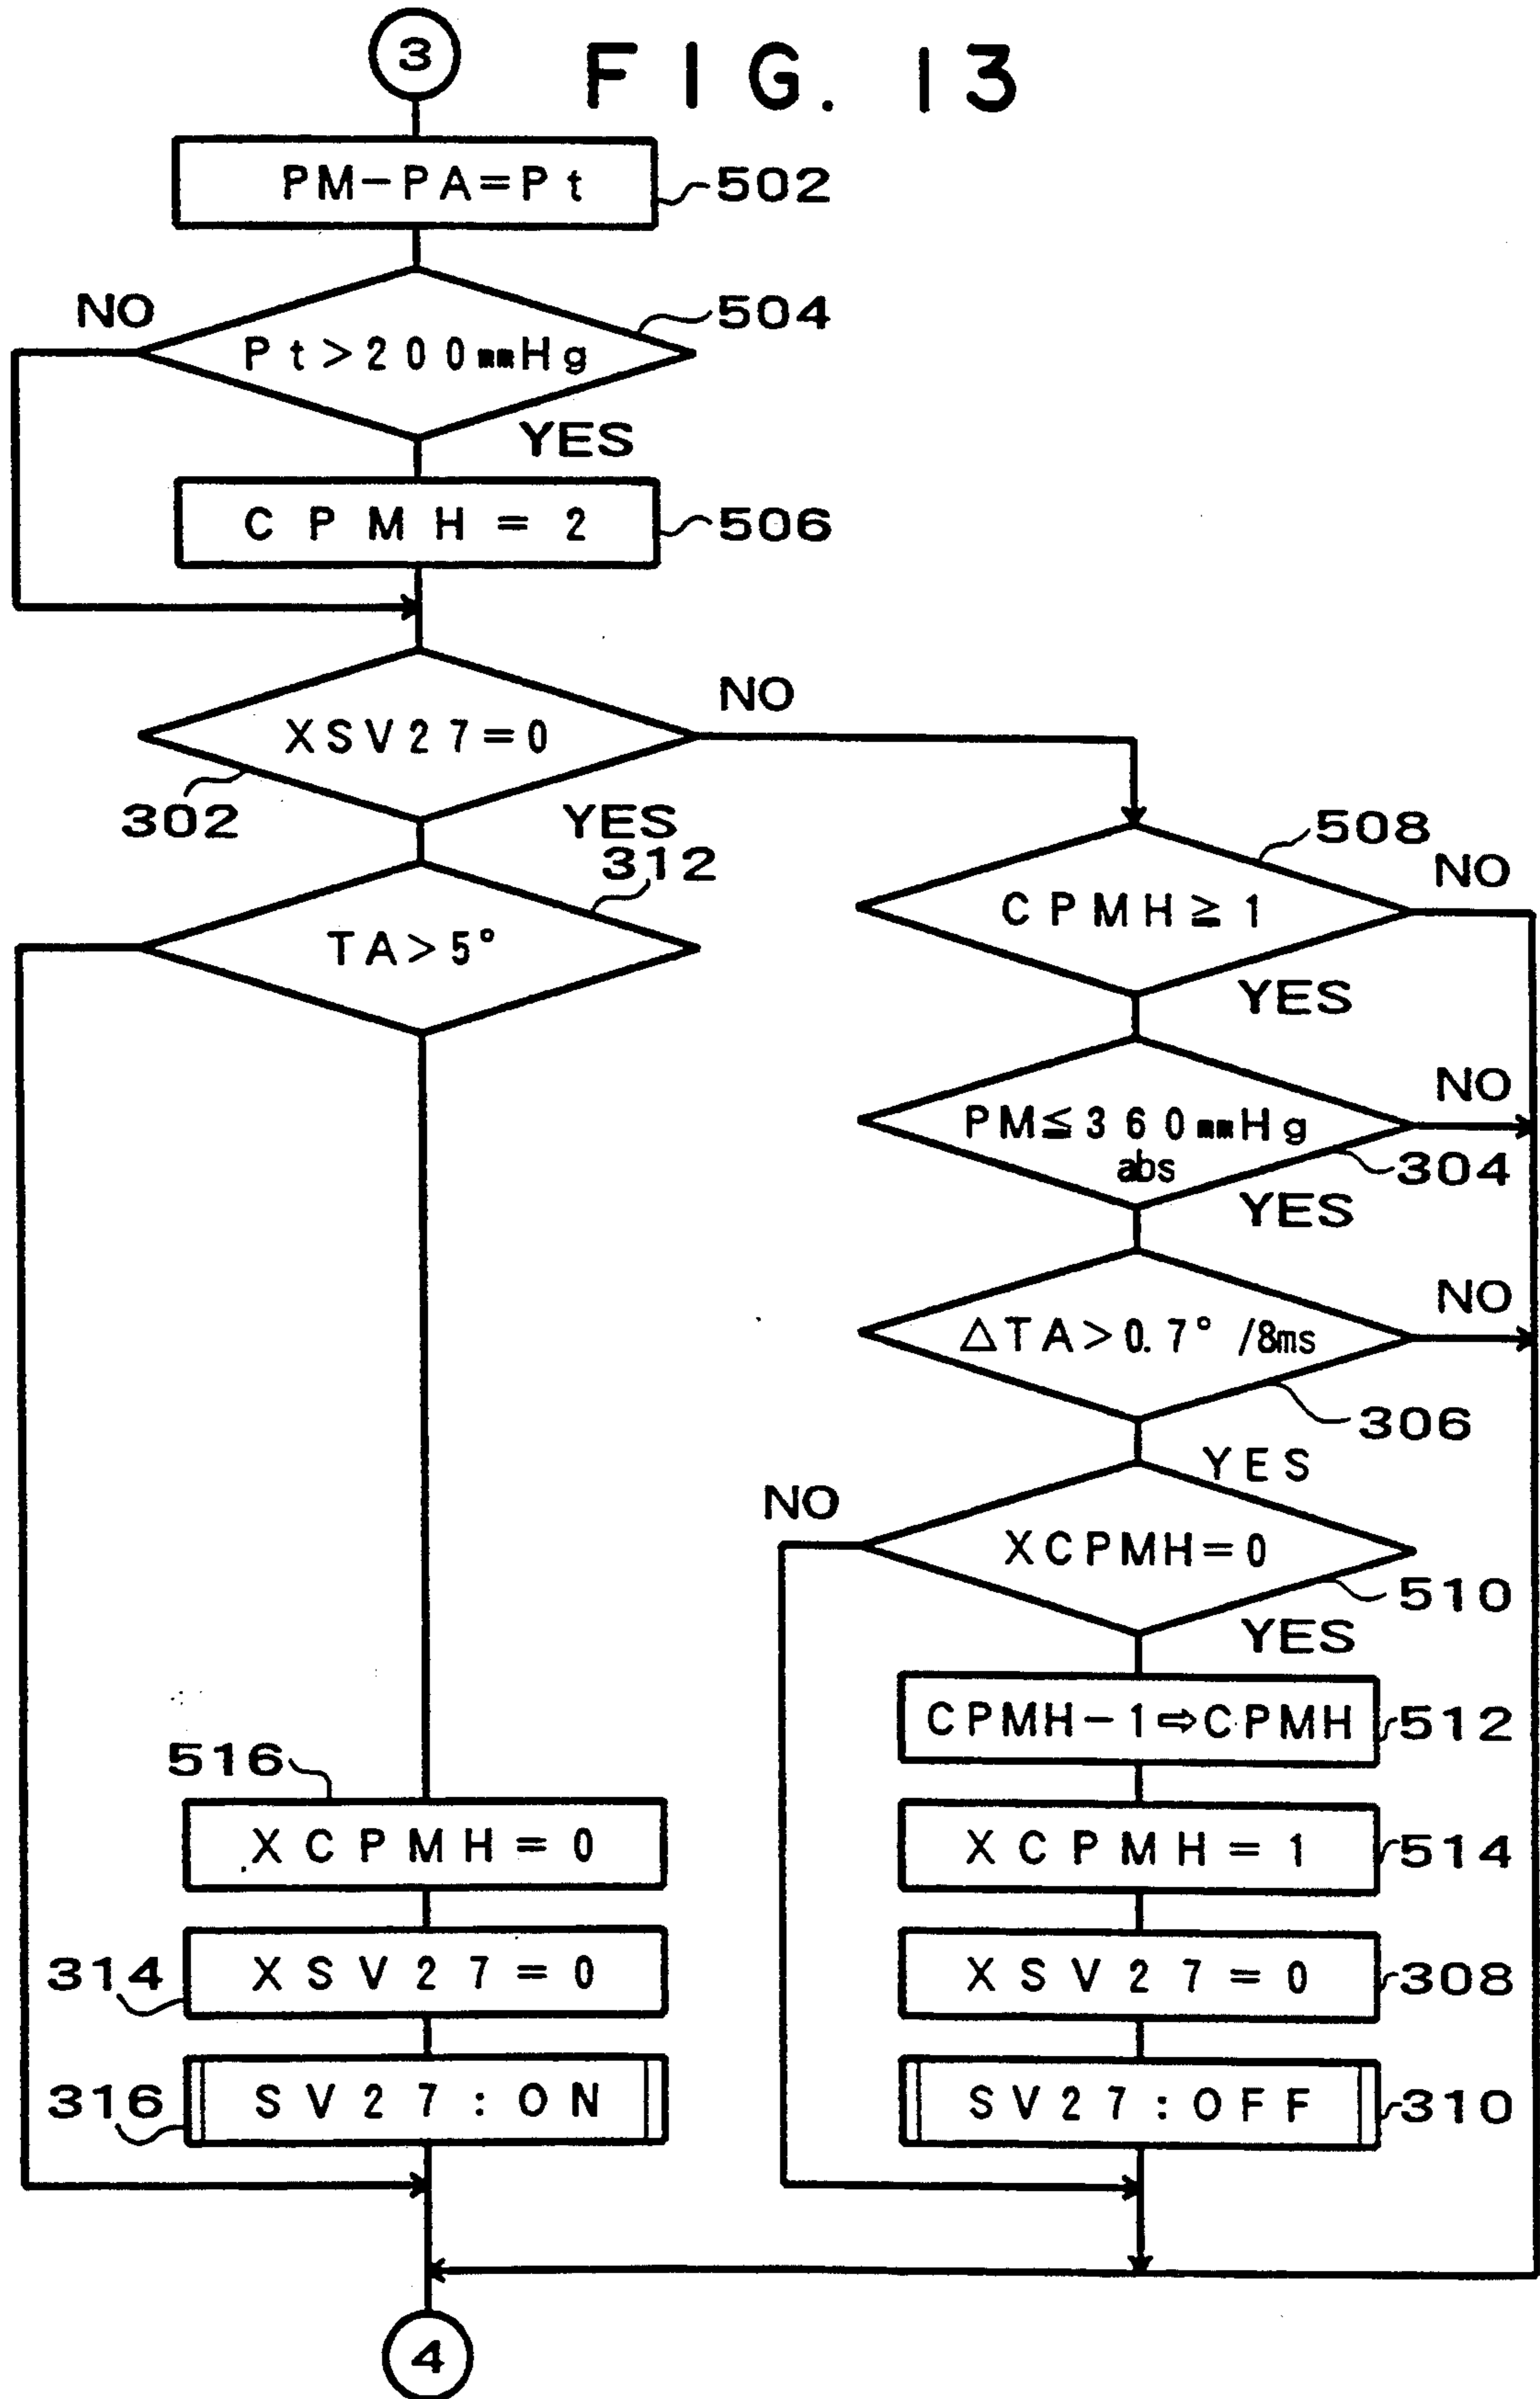 3
FIG. 13
PM-PA=Pt
502
NO
504
Pt>200mmHg
YES
CPMH=2
506
XSV27=0
NO
302
YES
312
TA>5°
508
NO
CPMH≧1
YES
NO
PM≦360mmHg
abs
304
YES
NO
△TA>0.7°/8ms
306
YES
NO
XCPMH=0
510
YES
CPMH-1⇨CPMH
512
516
XCPMH=0
XCPMH=1
514
314
XSV27=0
XSV27=0
308
316
SV27:ON
SV27:OFF
310
4